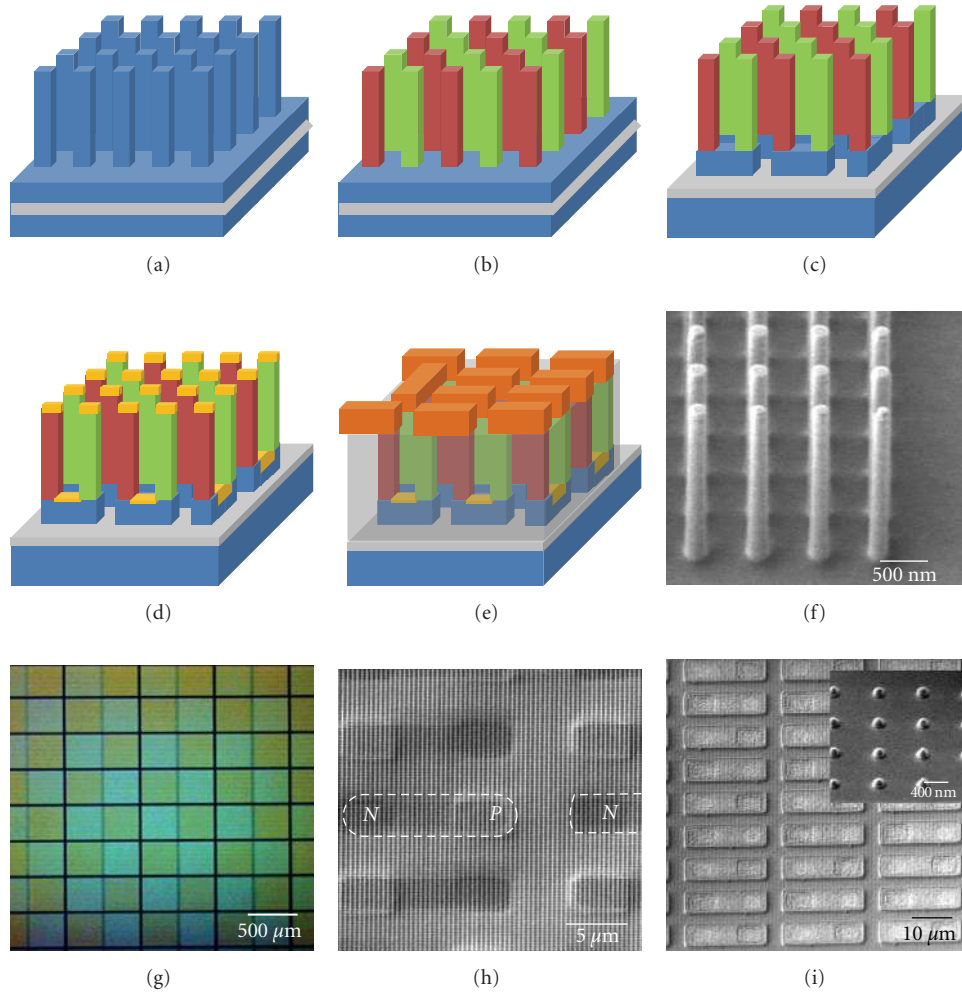 (a)
(b)
(c)
500 nm
(d)
(e)
(f)
N
P
N
400 nm
500 μm
5 μm
10 μm
(g)
(h)
(i)